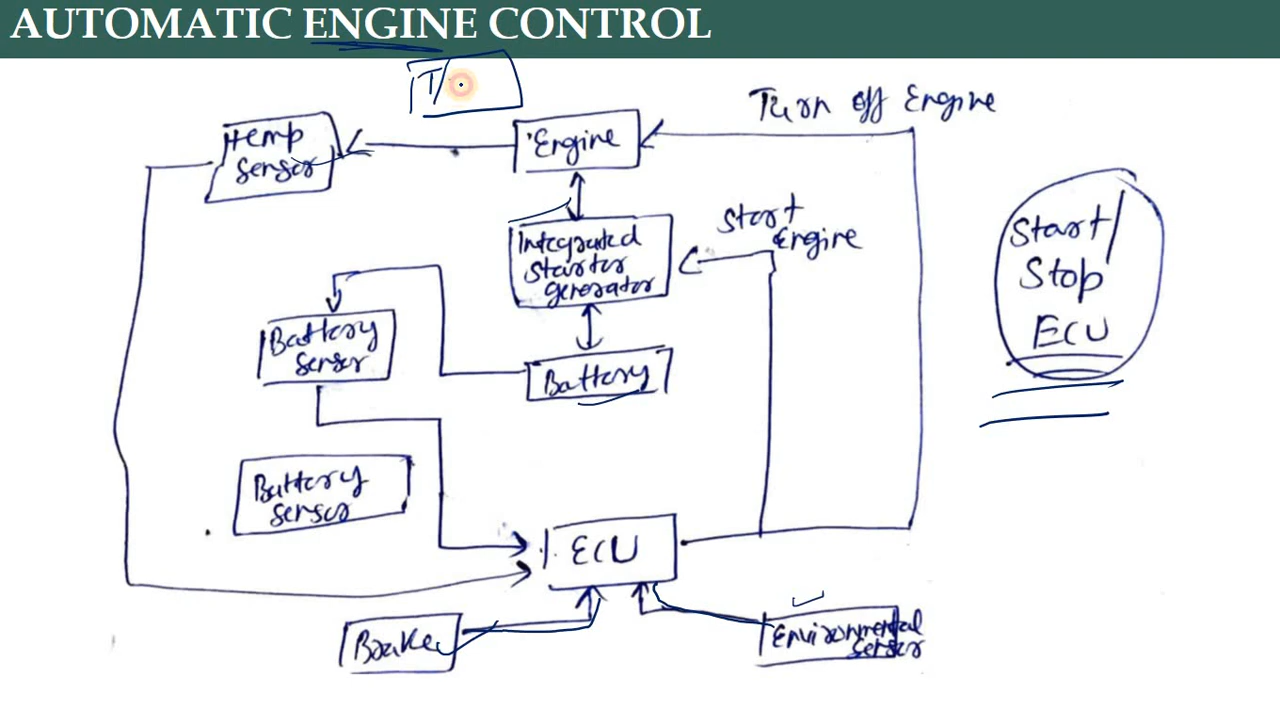 AUTOMATIC ENGINE CONTROL
T/
Turn off Engine
Temp
Sensor
Engine
Start
Engine
Integrated
starter
generator
Start/
Stop
ECU
Battery
Sensor
Battery
Battery
sensor
ECU
Brake
Environmental
Sensor